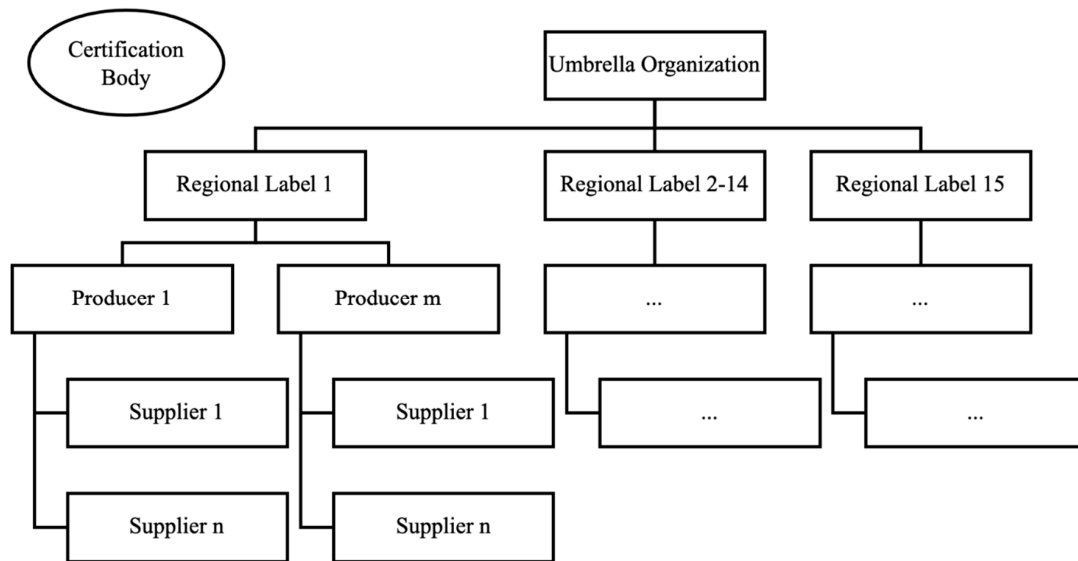 Certification
Body
Umbrella Organization
Regional Label 1
Regional Label 2-14
Regional Label 15
Producer 1
Producer m
...
...
Supplier 1
Supplier 1
...
...
Supplier n
Supplier n